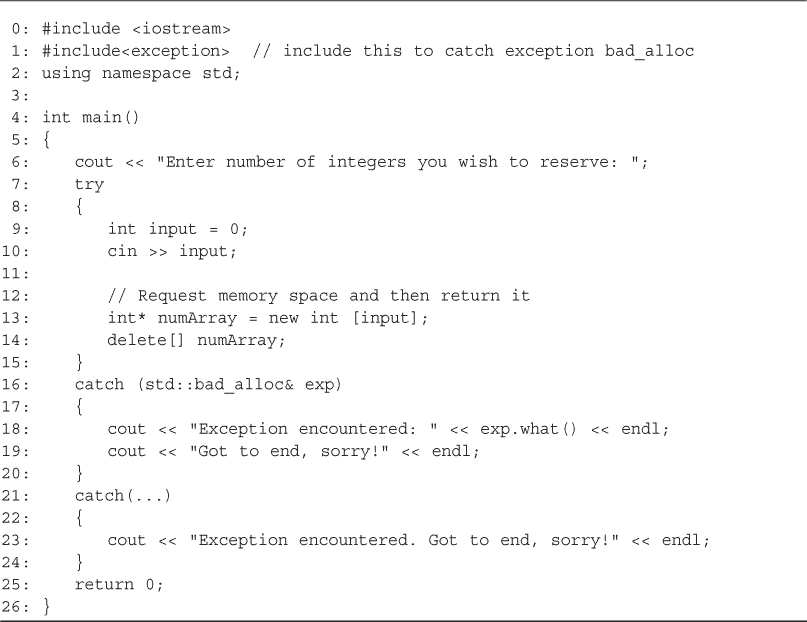 0: #include <iostream>
1: #include<exception>  // include this to catch exception bad_alloc
2: using namespace std;
3:
4: int main()
5: {
6:    cout << "Enter number of integers you wish to reserve: ";
7:    try
8:    {
9:       int input = 0;
10:       cin >> input;
11:
12:       // Request memory space and then return it
13:       int* numArray = new int [input];
14:       delete[] numArray;
15:    }
16:    catch (std::bad_alloc& exp)
17:    {
18:       cout << "Exception encountered: " << exp.what() << endl;
19:       cout << "Got to end, sorry!" << endl;
20:    }
21:    catch(...)
22:    {
23:       cout << "Exception encountered. Got to end, sorry!" << endl;
24:    }
25:    return 0;
26: }